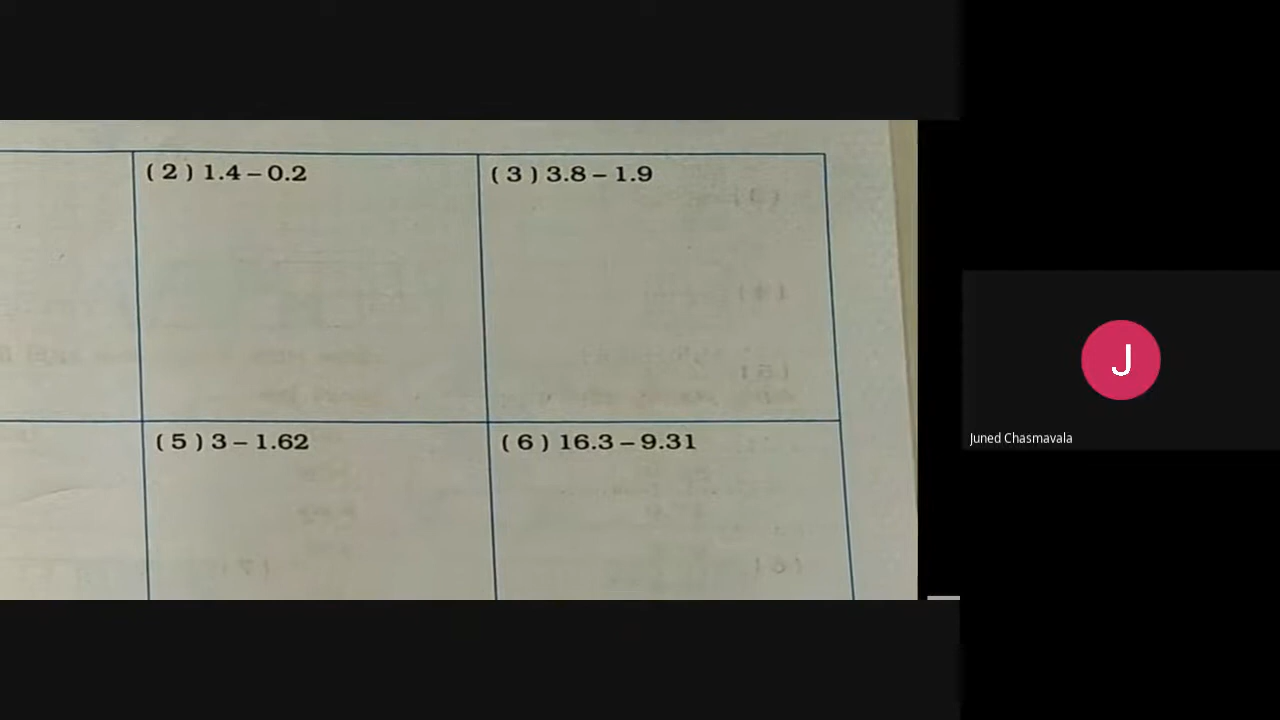 ( 2 ) 1.4 – 0.2
( 3 ) 3.8 – 1.9
( 5 ) 3 – 1.62
( 6 ) 16.3 – 9.31
J
Juned Chasmavala